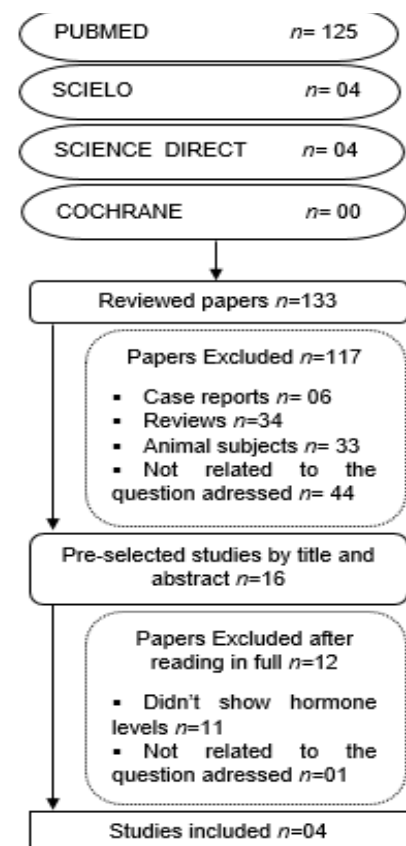 PUBMED n= 125
SCIELO n= 04
SCIENCE DIRECT n= 04
COCHRANE n= 00
Reviewed papers n=133
Papers Excluded n=117
▪ Case reports n= 06
▪ Reviews n=34
▪ Animal subjects n= 33
▪ Not related to the
question adressed n= 44
Pre-selected studies by title and
abstract n=16
Papers Excluded after
reading in full n=12
▪ Didn't show hormone
levels n=11
▪ Not related to the
question adressed n=01
Studies included n=04